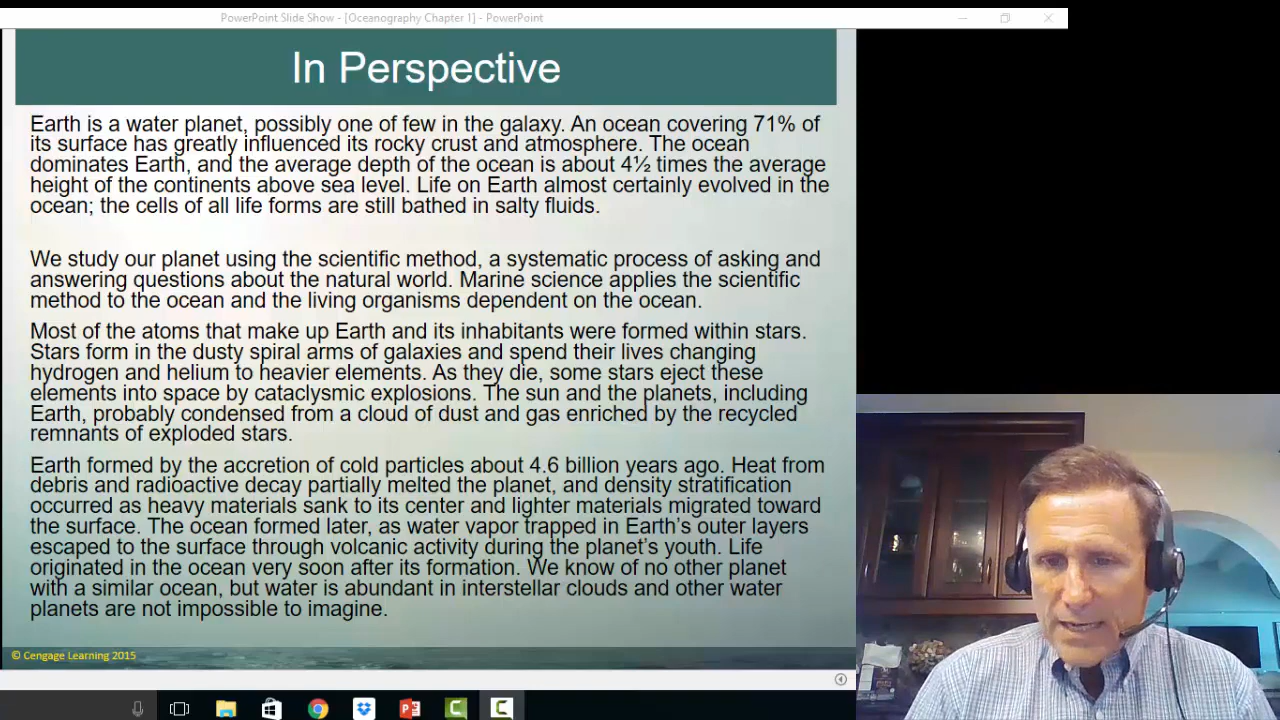 PowerPoint Slide Show - [Oceanography Chapter 1] - PowerPoint
In Perspective
Earth is a water planet, possibly one of few in the galaxy. An ocean covering 71% of
its surface has greatly influenced its rocky crust and atmosphere. The ocean
dominates Earth, and the average depth of the ocean is about 4½ times the average
height of the continents above sea level. Life on Earth almost certainly evolved in the
ocean; the cells of all life forms are still bathed in salty fluids.
We study our planet using the scientific method, a systematic process of asking and
answering questions about the natural world. Marine science applies the scientific
method to the ocean and the living organisms dependent on the ocean.
Most of the atoms that make up Earth and its inhabitants were formed within stars.
Stars form in the dusty spiral arms of galaxies and spend their lives changing
hydrogen and helium to heavier elements. As they die, some stars eject these
elements into space by cataclysmic explosions. The sun and the planets, including
Earth, probably condensed from a cloud of dust and gas enriched by the recycled
remnants of exploded stars.
Earth formed by the accretion of cold particles about 4.6 billion years ago. Heat from
debris and radioactive decay partially melted the planet, and density stratification
occurred as heavy materials sank to its center and lighter materials migrated toward
the surface. The ocean formed later, as water vapor trapped in Earth's outer layers
escaped to the surface through volcanic activity during the planet's youth. Life
originated in the ocean very soon after its formation. We know of no other planet
with a similar ocean, but water is abundant in interstellar clouds and other water
planets are not impossible to imagine.
© Cengage Learning 2015